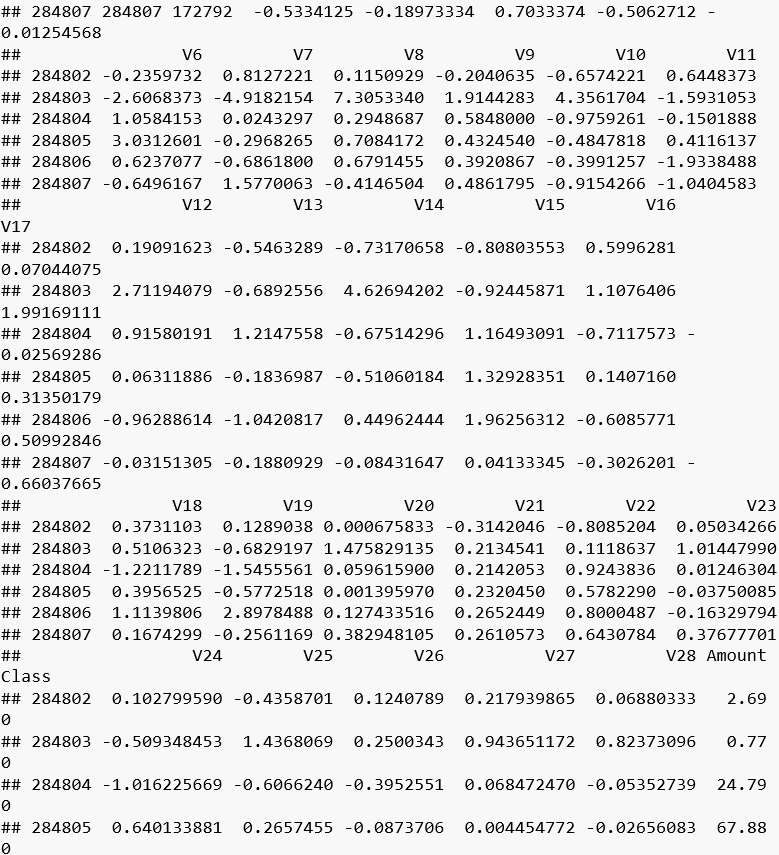 ## 284807 284807 172792  -0.5334125 -0.18973334  0.7033374 -0.5062712 -
0.01254568
##                V6         V7         V8         V9        V10        V11
## 284802 -0.2359732  0.8127221  0.1150929 -0.2040635 -0.6574221  0.6448373
## 284803 -2.6068373 -4.9182154  7.3053340  1.9144283  4.3561704 -1.5931053
## 284804  1.0584153  0.0243297  0.2948687  0.5848000 -0.9759261 -0.1501888
## 284805  3.0312601 -0.2968265  0.7084172  0.4324540 -0.4847818  0.4116137
## 284806  0.6237077 -0.6861800  0.6791455  0.3920867 -0.3991257 -1.9338488
## 284807 -0.6496167  1.5770063 -0.4146504  0.4861795 -0.9154266 -1.0404583
##                V12        V13         V14         V15        V16
V17
## 284802  0.19091623 -0.5463289 -0.73170658 -0.80803553  0.5996281
0.07044075
## 284803  2.71194079 -0.6892556  4.62694202 -0.92445871  1.1076406
1.99169111
## 284804  0.91580191  1.2147558 -0.67514296  1.16493091 -0.7117573 -
0.02569286
## 284805  0.06311886 -0.1836987 -0.51060184  1.32928351  0.1407160
0.31350179
## 284806 -0.96288614 -1.0420817  0.44962444  1.96256312 -0.6085771
0.50992846
## 284807 -0.03151305 -0.1880929 -0.08431647  0.04133345 -0.3026201 -
0.66037665
##               V18        V19         V20        V21        V22         V23
## 284802  0.3731103  0.1289038 0.000675833 -0.3142046 -0.8085204  0.05034266
## 284803  0.5106323 -0.6829197 1.475829135  0.2134541  0.1118637  1.01447990
## 284804 -1.2211789 -1.5455561 0.059615900  0.2142053  0.9243836  0.01246304
## 284805  0.3956525 -0.5772518 0.001395970  0.2320450  0.5782290 -0.03750085
## 284806  1.1139806  2.8978488 0.127433516  0.2652449  0.8000487 -0.16329794
## 284807  0.1674299 -0.2561169 0.382948105  0.2610573  0.6430784  0.37677701
##                 V24        V25        V26          V27         V28 Amount
Class
## 284802  0.102799590 -0.4358701  0.1240789  0.217939865  0.06880333   2.69
0
## 284803 -0.509348453  1.4368069  0.2500343  0.943651172  0.82373096   0.77
0
## 284804 -1.016225669 -0.6066240 -0.3952551  0.068472470 -0.05352739  24.79
0
## 284805  0.640133881  0.2657455 -0.0873706  0.004454772 -0.02656083  67.88
0